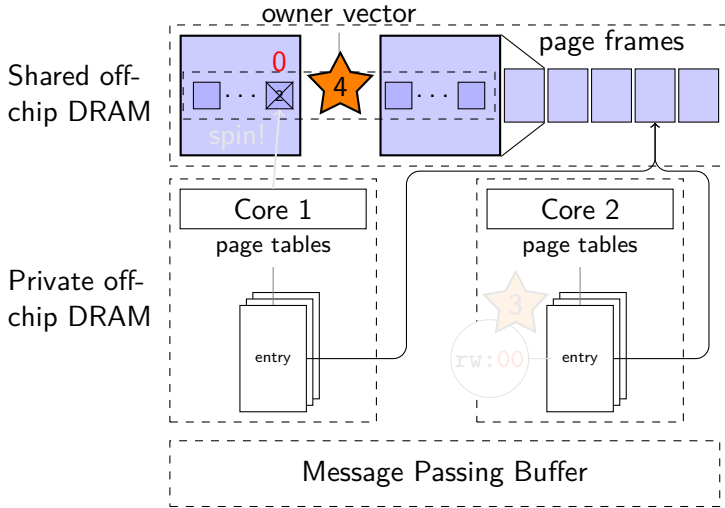 owner vector
page frames
Shared off-
chip DRAM
0
4
· · ·
2
· · ·
spin!
Core 1
Core 2
page tables
page tables
Private off-
chip DRAM
3
entry
rw:00
entry
Message Passing Buffer